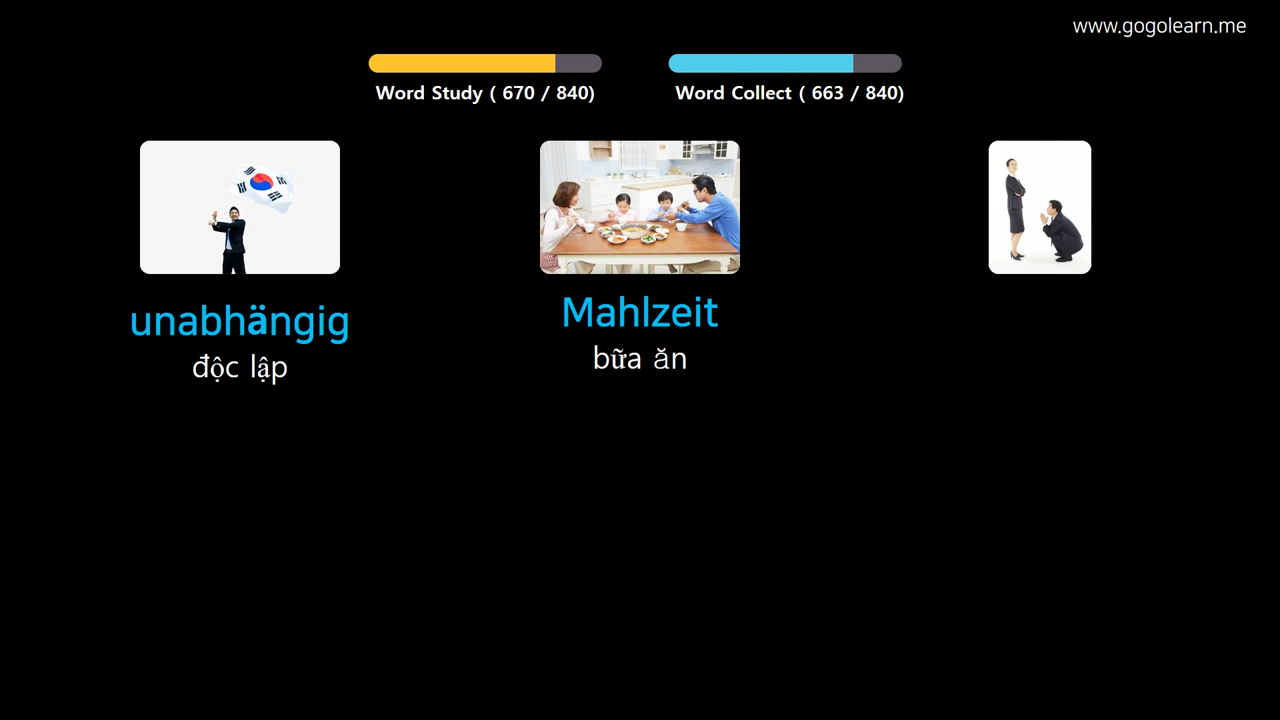 www.gogolearn.me
Word Study ( 670 / 840)
Word Collect ( 663 / 840)
unabhängig
độc lập
Mahlzeit
bữa ăn